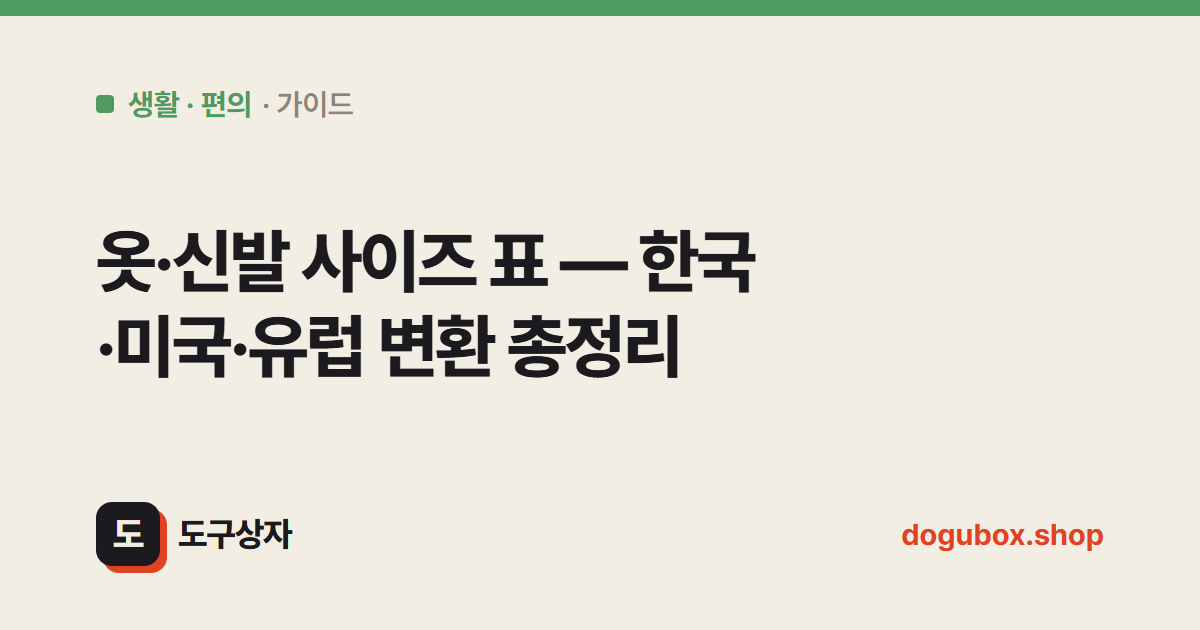 생활 · 편의 · 가이드
옷·신발 사이즈 표 — 한국
·미국·유럽 변환 총정리
도 도구상자
dogubox.shop